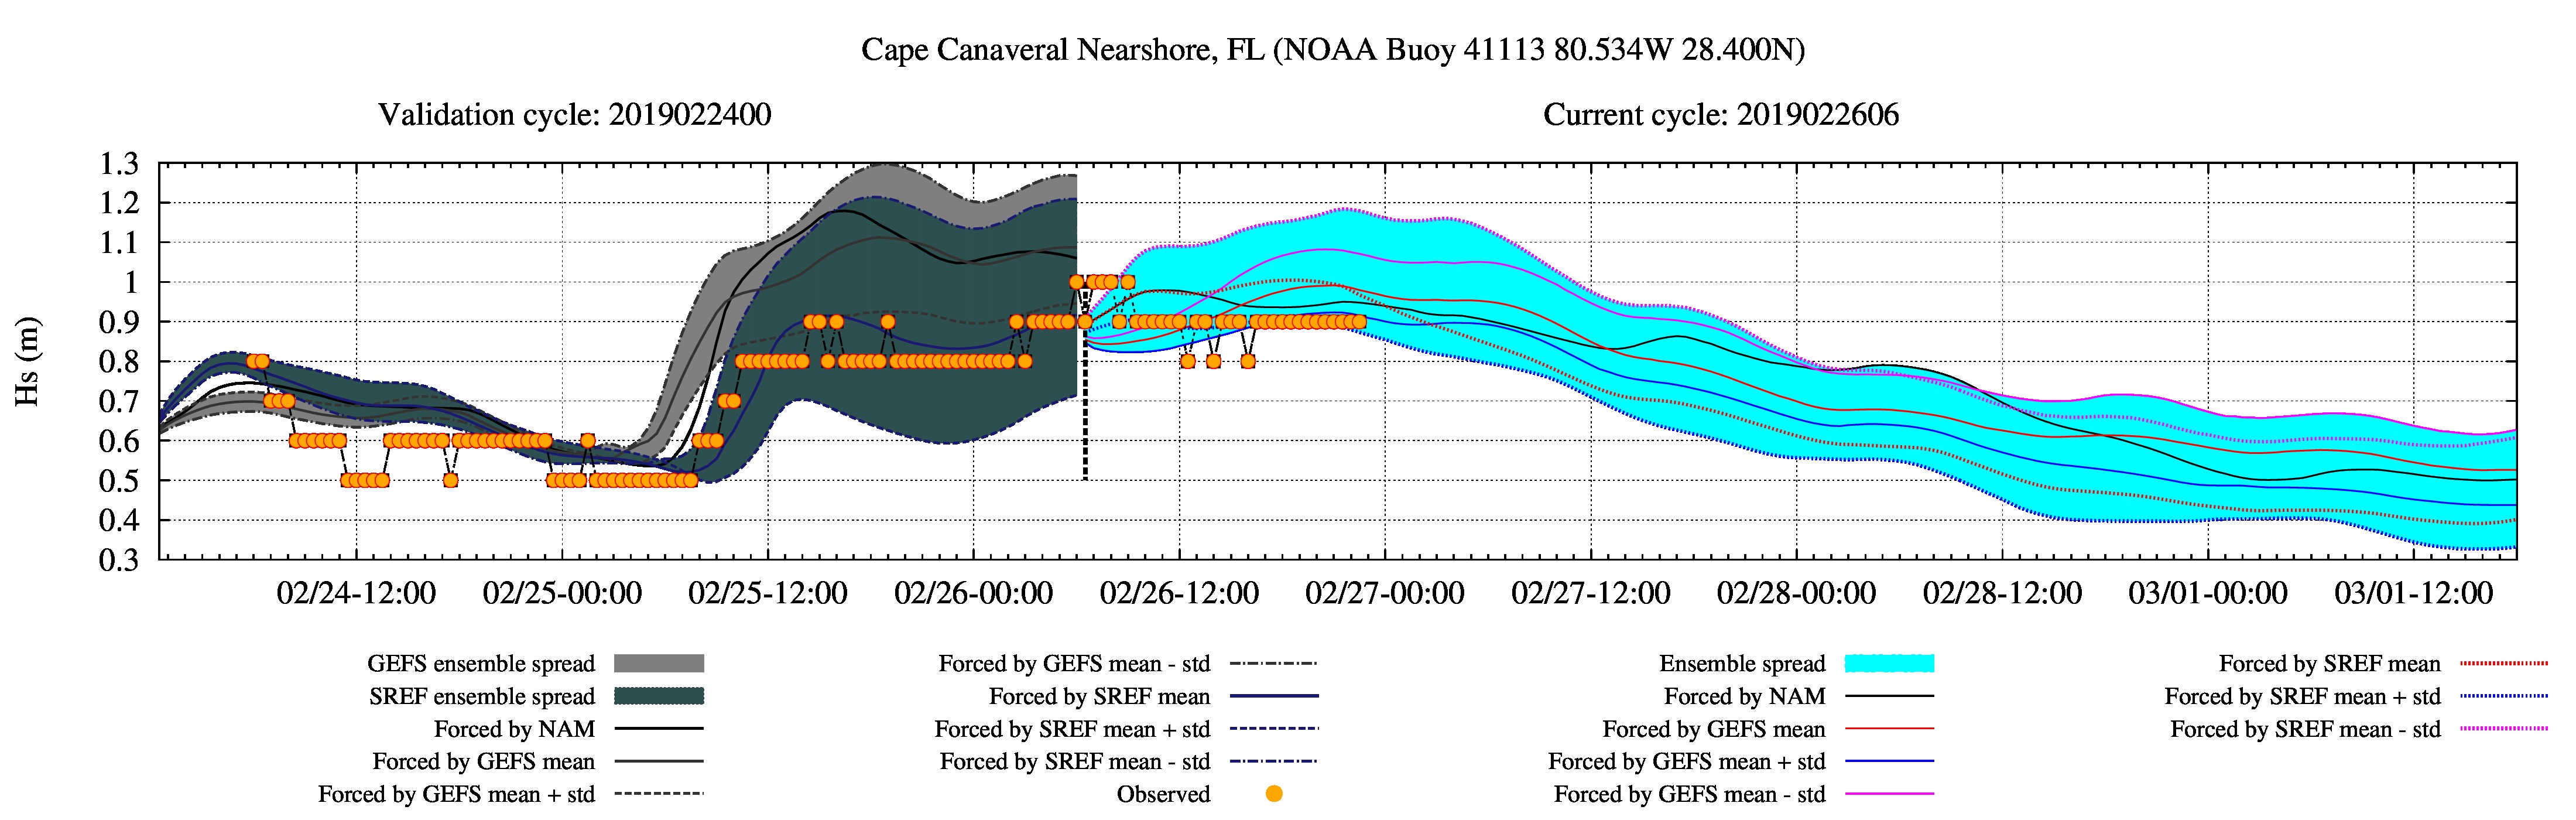 Cape Canaveral Nearshore, FL (NOAA Buoy 41113 80.534W 28.400N)
Validation cycle: 2019022400
Current cycle: 2019022606
Hs (m)
1.3
1.2
1.1
1
0.9
0.8
0.7
0.6
0.5
0.4
0.3
02/24-12:00 02/25-00:00 02/25-12:00 02/26-00:00 02/26-12:00 02/27-00:00 02/27-12:00 02/28-00:00 02/28-12:00 03/01-00:00 03/01-12:00
GEFS ensemble spread
SREF ensemble spread
Forced by NAM
Forced by GEFS mean
Forced by GEFS mean + std
Forced by GEFS mean - std
Forced by SREF mean
Forced by SREF mean + std
Forced by SREF mean - std
Observed
Ensemble spread
Forced by NAM
Forced by GEFS mean
Forced by GEFS mean + std
Forced by GEFS mean - std
Forced by SREF mean
Forced by SREF mean + std
Forced by SREF mean - std